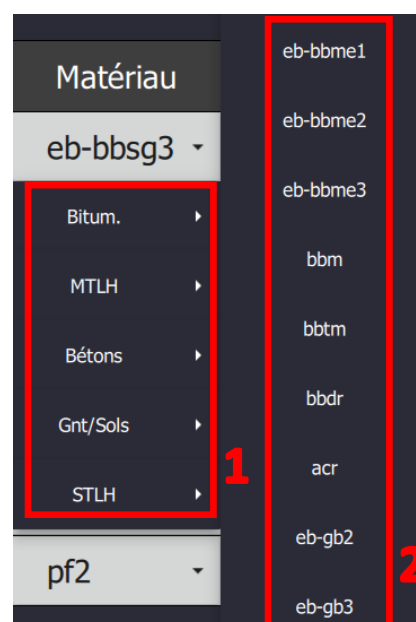 Matériau
eb-bbsg3
Bitum.
MTLH
Bétons
Gnt/Sols
STLH
1
pf2
eb-bbme1
eb-bbme2
eb-bbme3
bbm
bbtm
bbdr
acr
eb-gb2
eb-gb3
2